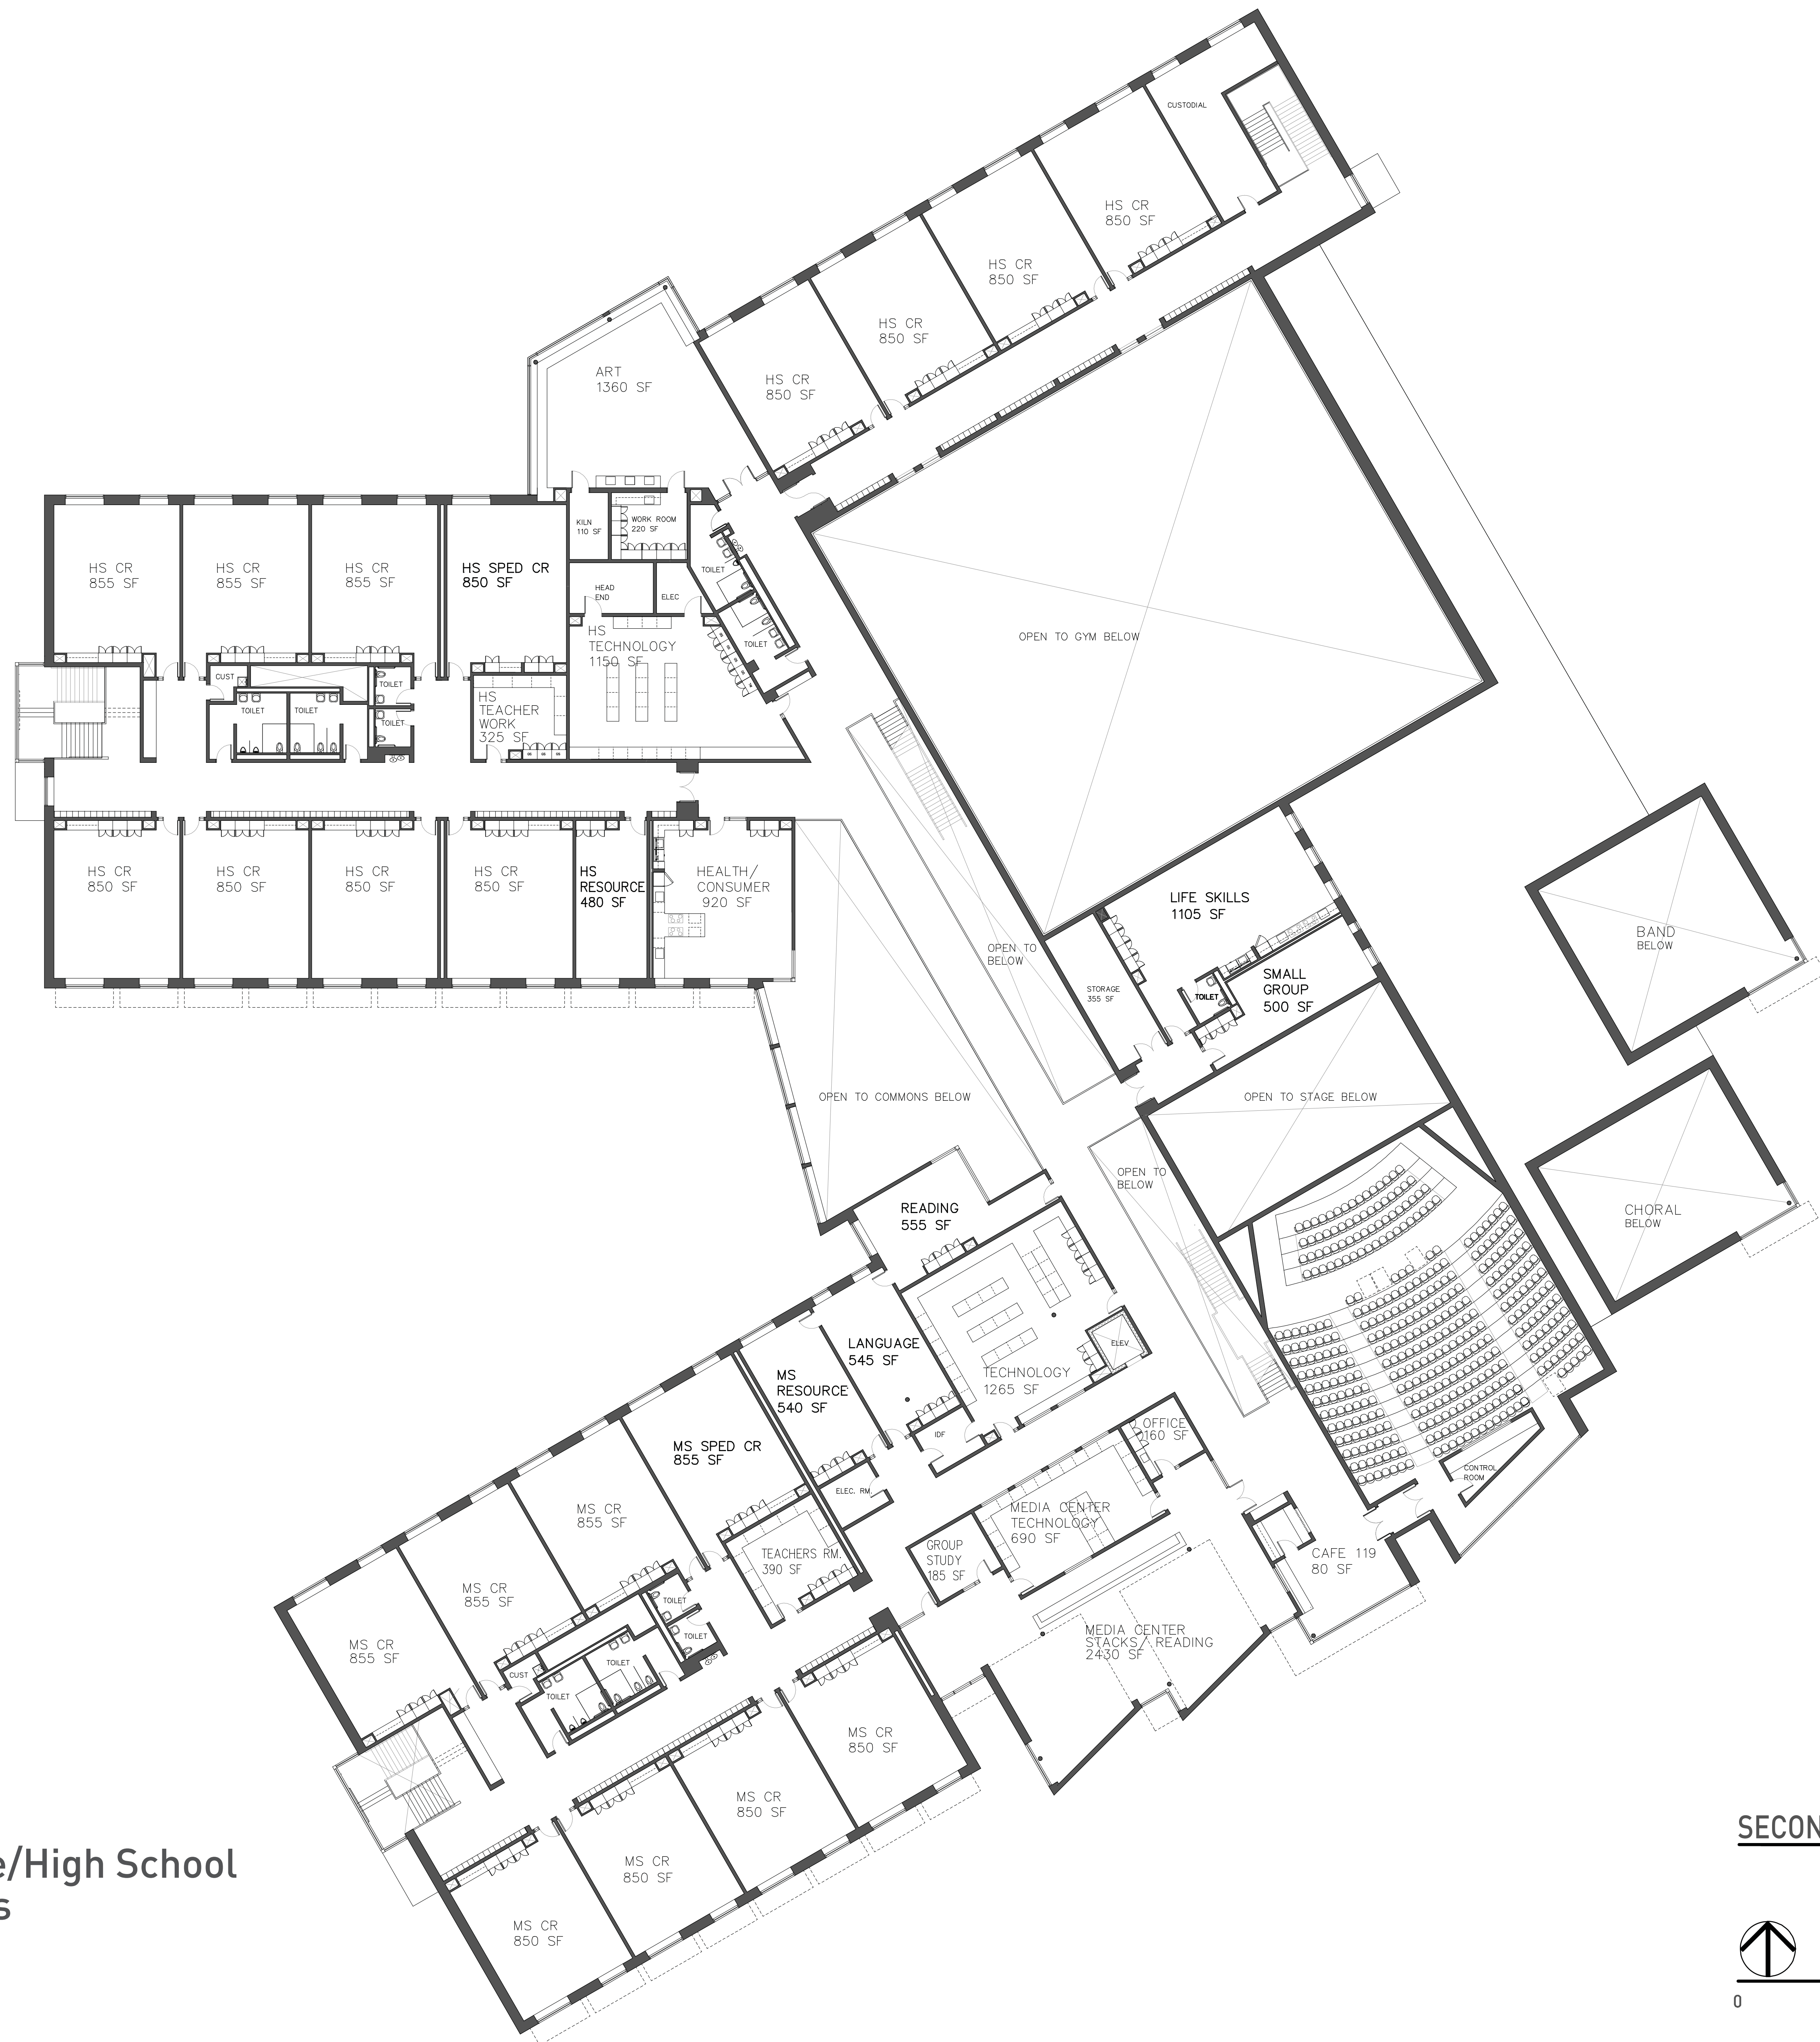 CUSTODIAL
HS CR
850 SF
HS CR
850 SF
HS CR
850 SF
HS CR
850 SF
ART
1360 SF
KILN
110 SF
WORK ROOM
220 SF
HS CR
855 SF
HS CR
855 SF
HS CR
855 SF
HS SPED CR
850 SF
HEAD
END
ELEC
TOILET
TOILET
HS
TECHNOLOGY
1150 SF
OPEN TO GYM BELOW
CUST
TOILET
TOILET
TOILET
TOILET
HS
TEACHER
WORK
325 SF
HS CR
850 SF
HS CR
850 SF
HS CR
850 SF
HS CR
850 SF
HS
RESOURCE
480 SF
HEALTH/
CONSUMER
920 SF
LIFE SKILLS
1105 SF
OPEN TO
BELOW
STORAGE
355 SF
TOILET
SMALL
GROUP
500 SF
BAND
BELOW
OPEN TO COMMONS BELOW
OPEN TO STAGE BELOW
OPEN TO
BELOW
READING
555 SF
CHORAL
BELOW
LANGUAGE
545 SF
ELEV
TECHNOLOGY
1265 SF
MS
RESOURCE
540 SF
IDF
OFFICE
160 SF
MS SPED CR
855 SF
ELEC. RM.
CONTROL
ROOM
MS CR
855 SF
MEDIA CENTER
TECHNOLOGY
690 SF
GROUP
STUDY
185 SF
TEACHERS RM.
390 SF
CAFE 119
80 SF
MS CR
855 SF
TOILET
TOILET
MS CR
855 SF
MEDIA CENTER
STACKS/ READING
2430 SF
CUST
TOILET
TOILET
MS CR
850 SF
MS CR
850 SF
MS CR
850 SF
MS CR
850 SF
e/High School
s
SECON
0